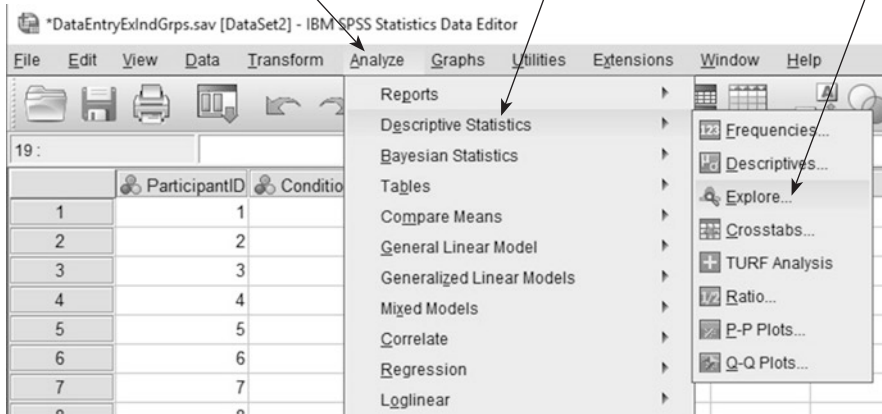 *DataEntryExIndGrps.sav [DataSet2] - IBM SPSS Statistics Data Editor
File Edit View Data Transform Analyze Graphs Utilities Extensions Window Help
19 :
ParticipantID Conditio
1 1
2 2
3 3
4 4
5 5
6 6
7 7
Reports
Descriptive Statistics
Bayesian Statistics
Tables
Compare Means
General Linear Model
Generalized Linear Models
Mixed Models
Correlate
Regression
Loglinear
123 Frequencies...
Descriptives...
Explore...
Crosstabs...
TURF Analysis
1/2 Ratio...
P-P Plots...
Q-Q Plots...